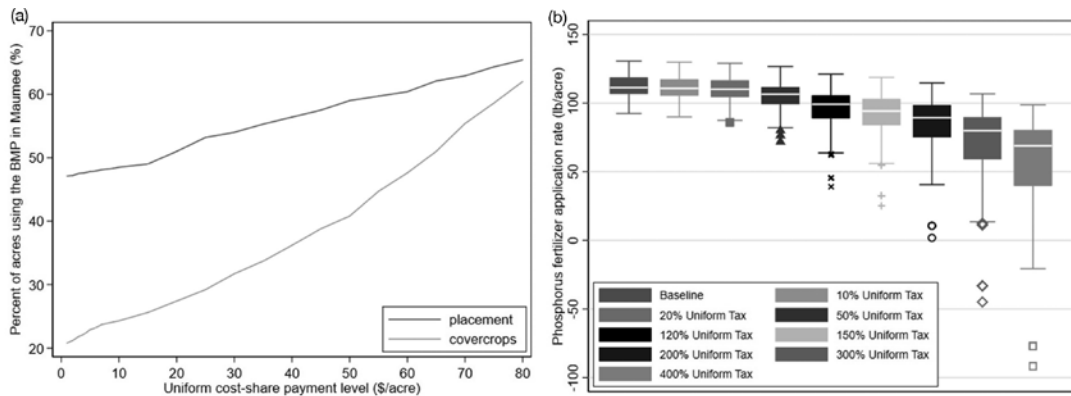 (a)
70
60
50
40
30
20
Percent of acres using the BMP in Maumee (%)
0 10 20 30 40 50 60 70 80
Uniform cost-share payment level ($/acre)
placement
covercrops
(b)
150
100
50
0
-50
-100
Phosphorus fertilizer application rate (lb/acre)
Baseline 10% Uniform Tax
20% Uniform Tax 50% Uniform Tax
120% Uniform Tax 150% Uniform Tax
200% Uniform Tax 300% Uniform Tax
400% Uniform Tax